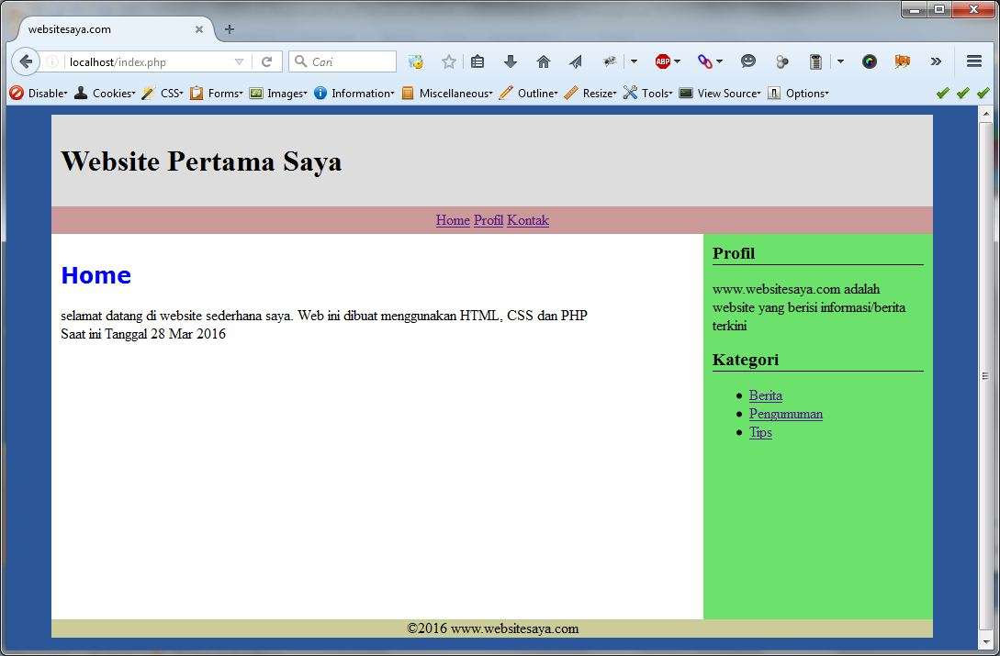 websitesaya.com
localhost/index.php
Cari
ABP
Disable Cookies CSS Forms Images Information Miscellaneous Outline Resize Tools View Source Options
Website Pertama Saya
Home Profil Kontak
Home
selamat datang di website sederhana saya. Web ini dibuat menggunakan HTML, CSS dan PHP
Saat ini Tanggal 28 Mar 2016
Profil
www.websitesaya.com adalah
website yang berisi informasi/berita
terkini
Kategori
Berita
Pengumuman
Tips
©2016 www.websitesaya.com